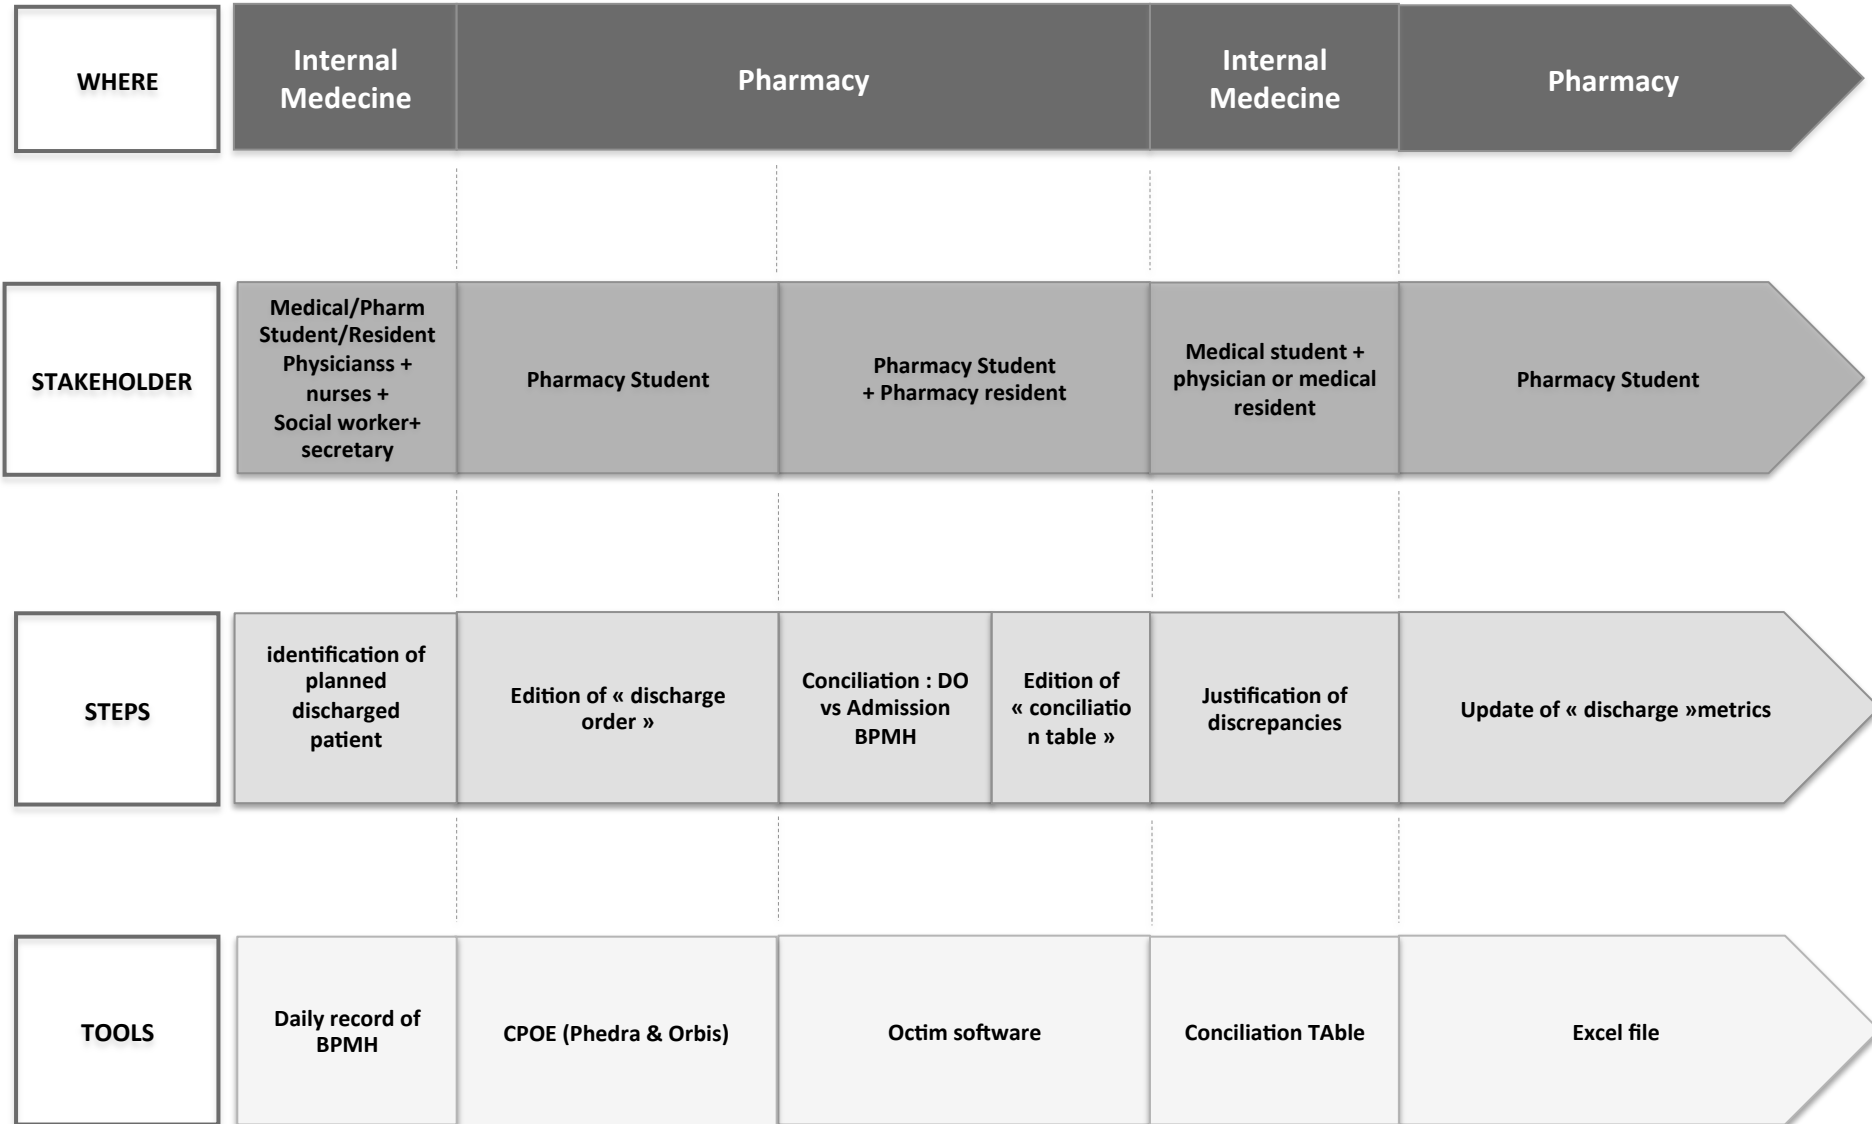 WHERE
Internal
Medecine
Pharmacy
Internal
Medecine
Pharmacy
STAKEHOLDER
Medical/Pharm
Student/Resident
Physicianss +
nurses +
Social worker+
secretary
Pharmacy Student
Pharmacy Student
+ Pharmacy resident
Medical student +
physician or medical
resident
Pharmacy Student
STEPS
identification of
planned
discharged
patient
Edition of « discharge
order »
Conciliation : DO
vs Admission
BPMH
Edition of
« conciliatio
n table »
Justification of
discrepancies
Update of « discharge »metrics
TOOLS
Daily record of
BPMH
CPOE (Phedra & Orbis)
Octim software
Conciliation TAble
Excel file